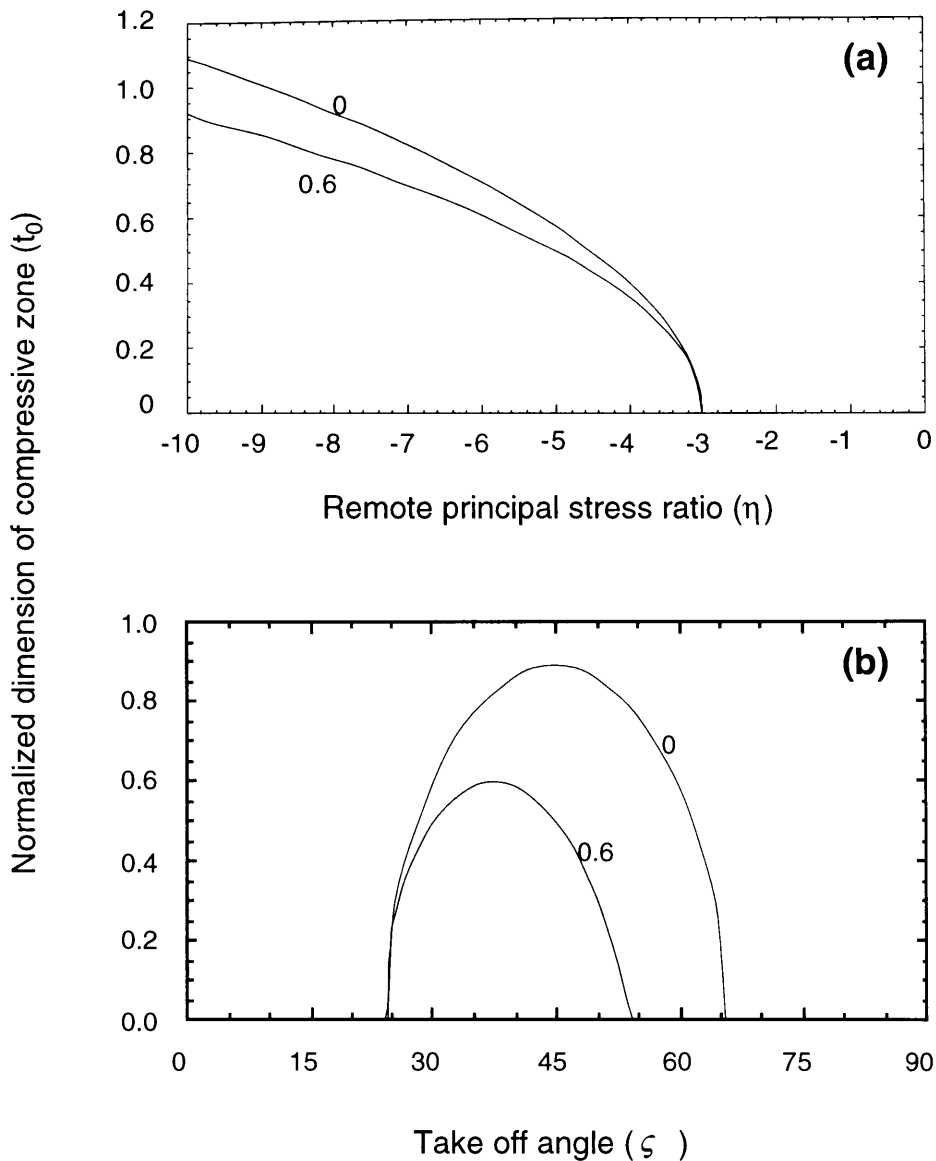 Normalized dimension of compressive zone (t₀)
(a)
1.2
1.0
0.8
0.6
0.4
0.2
0
0
0.6
-10 -9 -8 -7 -6 -5 -4 -3 -2 -1 0
Remote principal stress ratio (η)
(b)
1.0
0.8
0.6
0.4
0.2
0.0
0
0.6
0 15 30 45 60 75 90
Take off angle (ς )